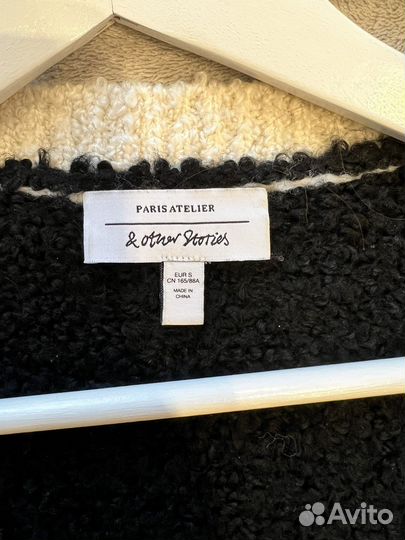 PARIS ATELIER
& other Stories
EUR S
CN 165/88A
MADE IN
CHINA
Avito